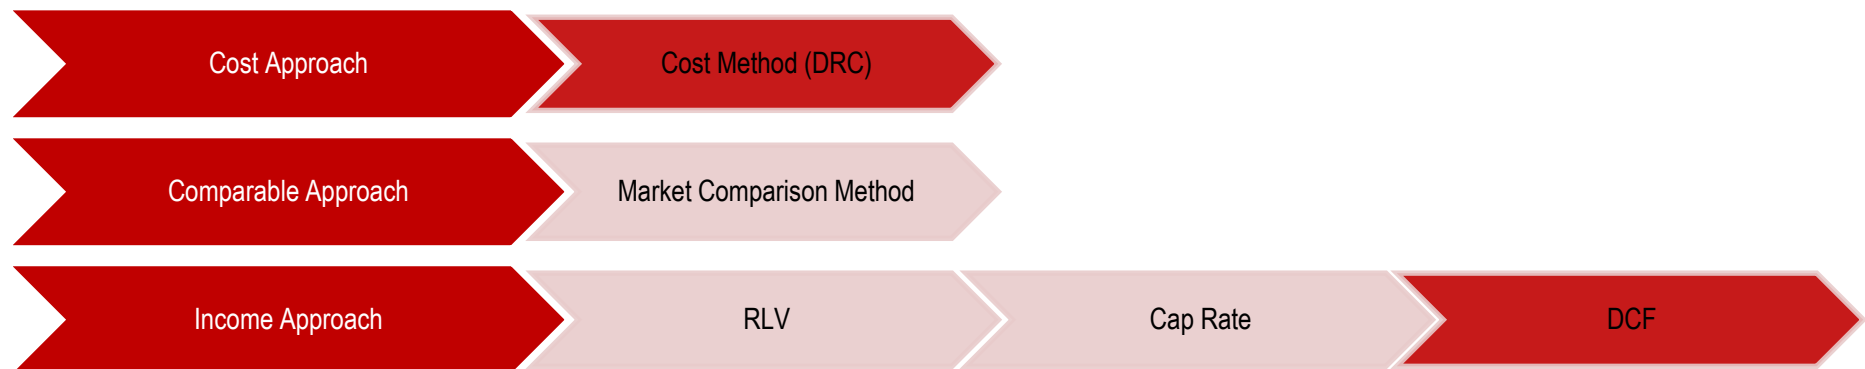 Cost Approach
Cost Method (DRC)
Comparable Approach
Market Comparison Method
Income Approach
RLV
Cap Rate
DCF